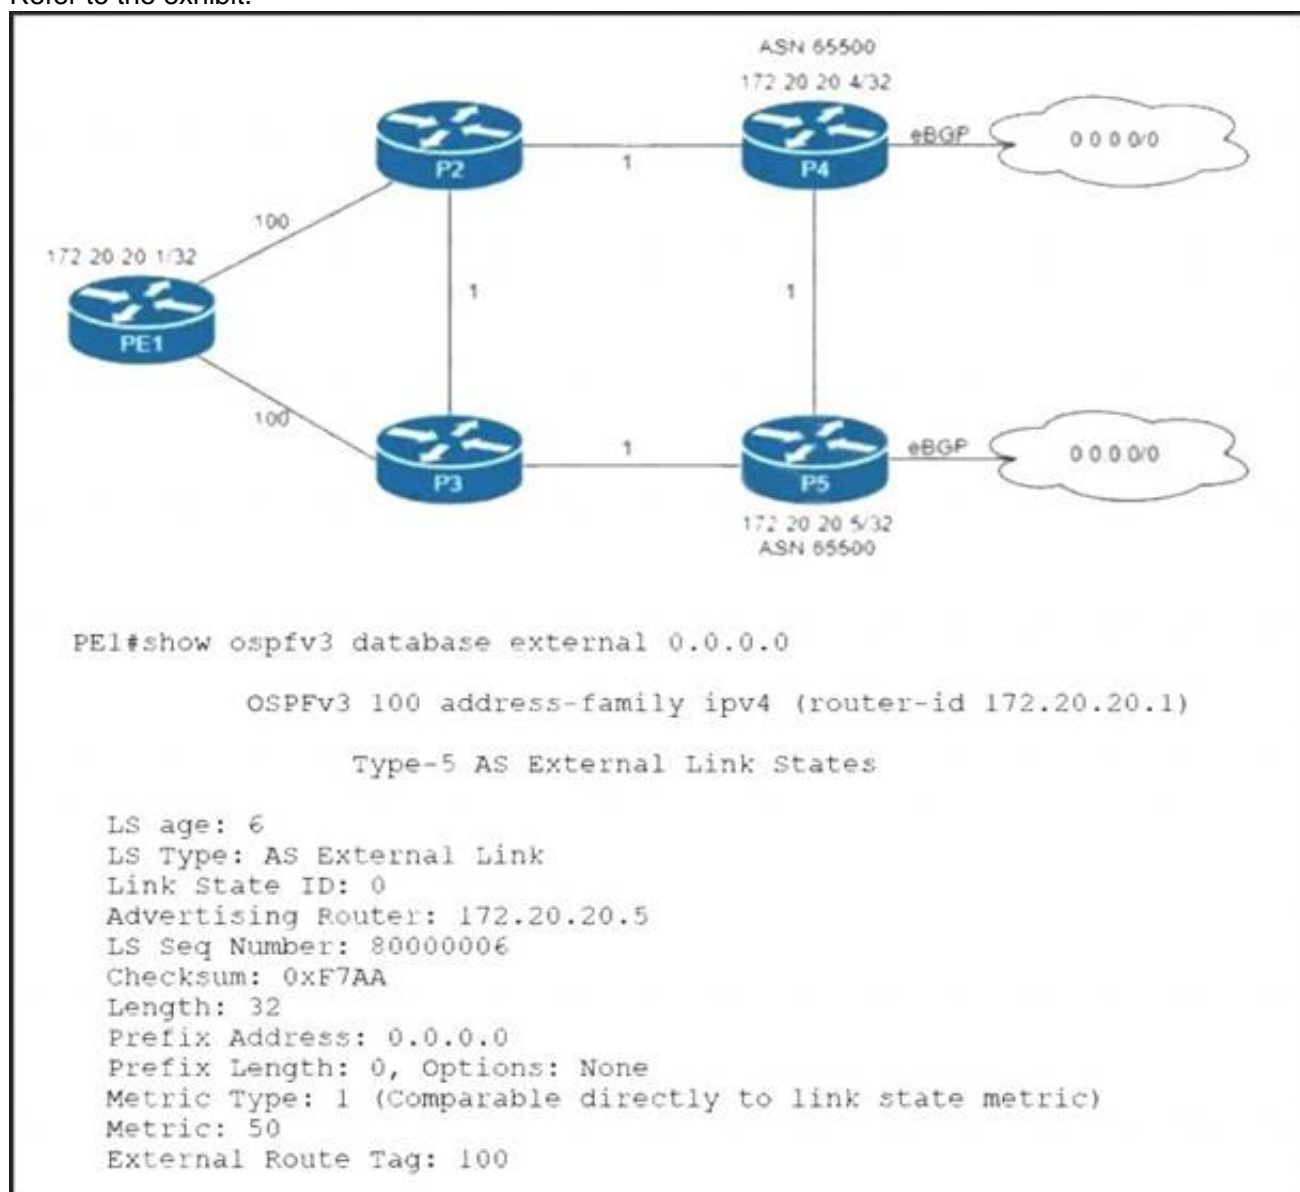 Refer to the exhibit.
ASN 65500
172 20 20 4/32
P2
1
P4
eBGP
0 0 0 0/0
100
172 20 20 1/32
PE1
1
1
100
P3
1
P5
eBGP
0 0 0 0/0
172 20 20 5/32
ASN 65500
PE1#show ospfv3 database external 0.0.0.0
OSPFv3 100 address-family ipv4 (router-id 172.20.20.1)
Type-5 AS External Link States
LS age: 6
LS Type: AS External Link
Link State ID: 0
Advertising Router: 172.20.20.5
LS Seq Number: 80000006
Checksum: 0xF7AA
Length: 32
Prefix Address: 0.0.0.0
Prefix Length: 0, Options: None
Metric Type: 1 (Comparable directly to link state metric)
Metric: 50
External Route Tag: 100